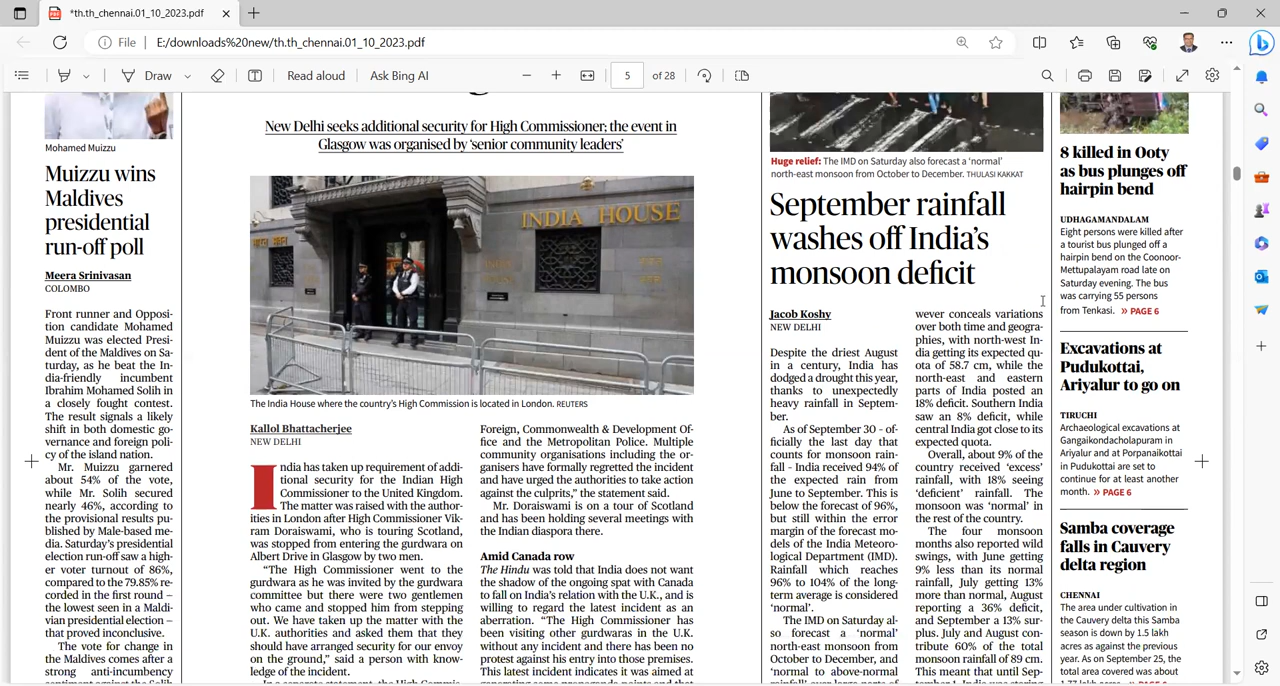 *th.th_chennai.01_10_2023.pdf
File
E:/downloads%20new/th.th_chennai.01_10_2023.pdf
Draw
Read aloud
Ask Bing AI
5
of 28
Mohamed Muizzu
Muizzu wins
Maldives
presidential
run-off poll
Meera Srinivasan
COLOMBO
Front runner and Opposi-
tion candidate Mohamed
Muizzu was elected Presi-
dent of the Maldives on Sa-
turday, as he beat the In-
dia-friendly incumbent
Ibrahim Mohamed Solih in
a closely fought contest.
The result signals a likely
shift in both domestic go-
vernance and foreign poli-
cy of the island nation.
Mr. Muizzu garnered
about 54% of the vote,
while Mr. Solih secured
nearly 46%, according to
the provisional results pu-
blished by Male-based me-
dia. Saturday's presidential
election run-off saw a high-
er voter turnout of 86%,
compared to the 79.85% re-
corded in the first round –
the lowest seen in a Maldi-
vian presidential election –
that proved inconclusive.
The vote for change in
the Maldives comes after a
strong anti-incumbency
New Delhi seeks additional security for High Commissioner; the event in
Glasgow was organised by 'senior community leaders'
भारत भवन
INDIA HOUSE
The India House where the country's High Commission is located in London. REUTERS
Kallol Bhattacherjee
NEW DELHI
India has taken up requirement of addi-
tional security for the Indian High
Commissioner to the United Kingdom.
The matter was raised with the author-
ities in London after High Commissioner Vik-
ram Doraiswami, who is touring Scotland,
was stopped from entering the gurdwara on
Albert Drive in Glasgow by two men.
"The High Commissioner went to the
gurdwara as he was invited by the gurdwara
committee but there were two gentlemen
who came and stopped him from stepping
out. We have taken up the matter with the
U.K. authorities and asked them that they
should have arranged security for our envoy
on the ground," said a person with know-
ledge of the incident.
In a separate statement, the High Commis-
Foreign, Commonwealth & Development Of-
fice and the Metropolitan Police. Multiple
community organisations including the or-
ganisers have formally regretted the incident
and have urged the authorities to take action
against the culprits," the statement said.
Mr. Doraiswami is on a tour of Scotland
and has been holding several meetings with
the Indian diaspora there.
Amid Canada row
The Hindu was told that India does not want
the shadow of the ongoing spat with Canada
to fall on India's relation with the U.K., and is
willing to regard the latest incident as an
aberration. "The High Commissioner has
been visiting other gurdwaras in the U.K.
without any incident and there has been no
protest against his entry into those premises.
This latest incident indicates it was aimed at
Huge relief: The IMD on Saturday also forecast a 'normal'
north-east monsoon from October to December. THULASI KAKKAT
September rainfall
washes off India's
monsoon deficit
Jacob Koshy
NEW DELHI
Despite the driest August
in a century, India has
dodged a drought this year,
thanks to unexpectedly
heavy rainfall in Septem-
ber.
As of September 30 – of-
ficially the last day that
counts for monsoon rain-
fall – India received 94% of
the expected rain from
June to September. This is
below the forecast of 96%,
but still within the error
margin of the forecast mo-
dels of the India Meteoro-
logical Department (IMD).
Rainfall which reaches
96% to 104% of the long-
term average is considered
'normal'.
The IMD on Saturday al-
so forecast a 'normal'
north-east monsoon from
October to December, and
'normal to above-normal
wever conceals variations
over both time and geogra-
phies, with north-west In-
dia getting its expected qu-
ota of 58.7 cm, while the
north-east and eastern
parts of India posted an
18% deficit. Southern India
saw an 8% deficit, while
central India got close to its
expected quota.
Overall, about 9% of the
country received 'excess'
rainfall, with 18% seeing
'deficient' rainfall. The
monsoon was 'normal' in
the rest of the country.
The four monsoon
months also reported wild
swings, with June getting
9% less than its normal
rainfall, July getting 13%
more than normal, August
reporting a 36% deficit,
and September a 13% sur-
plus. July and August con-
tribute 60% of the total
monsoon rainfall of 89 cm.
This meant that until Sep-
8 killed in Ooty
as bus plunges off
hairpin bend
UDHAGAMANDALAM
Eight persons were killed after
a tourist bus plunged off a
hairpin bend on the Coonoor-
Mettupalayam road late on
Saturday evening. The bus
was carrying 55 persons
from Tenkasi. » PAGE 6
Excavations at
Pudukottai,
Ariyalur to go on
TIRUCHI
Archaeological excavations at
Gangaikondacholapuram in
Ariyalur and at Porpanaikottai
in Pudukottai are set to
continue for at least another
month. » PAGE 6
Samba coverage
falls in Cauvery
delta region
CHENNAI
The area under cultivation in
the Cauvery delta this Samba
season is down by 1.5 lakh
acres as against the previous
year. As on September 25, the
total area covered was about